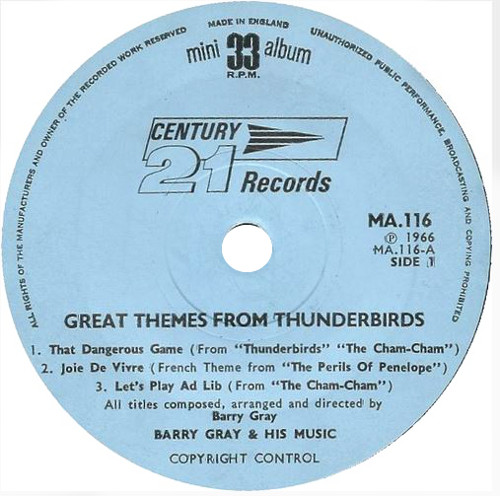 ALL RIGHTS OF THE MANUFACTURERS AND OWNER OF THE RECORDED WORK RESERVED
MADE IN ENGLAND
UNAUTHORIZED PUBLIC PERFORMANCE, BROADCASTING AND COPYING PROHIBITED
mini 33 album
R.P.M.
CENTURY
21 Records
MA.116
℗ 1966
MA.116-A
SIDE 1
GREAT THEMES FROM THUNDERBIRDS
1. That Dangerous Game (From "Thunderbirds" "The Cham-Cham")
2. Joie De Vivre (French Theme from "The Perils Of Penelope")
3. Let's Play Ad Lib (From "The Cham-Cham")
All titles composed, arranged and directed by
Barry Gray
BARRY GRAY & HIS MUSIC
COPYRIGHT CONTROL